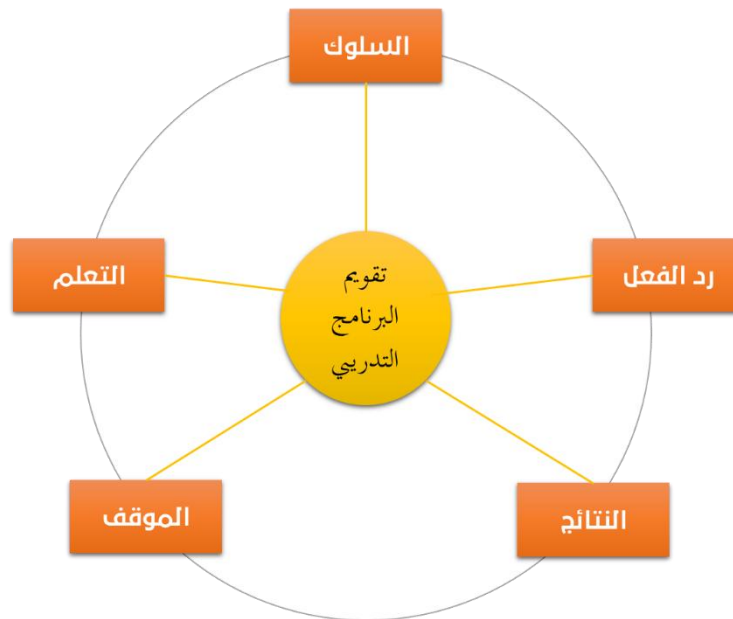 السلوك
رد الفعل
التعلم
تقويم
البرنامج
التدريبي
النتائج
الموقف